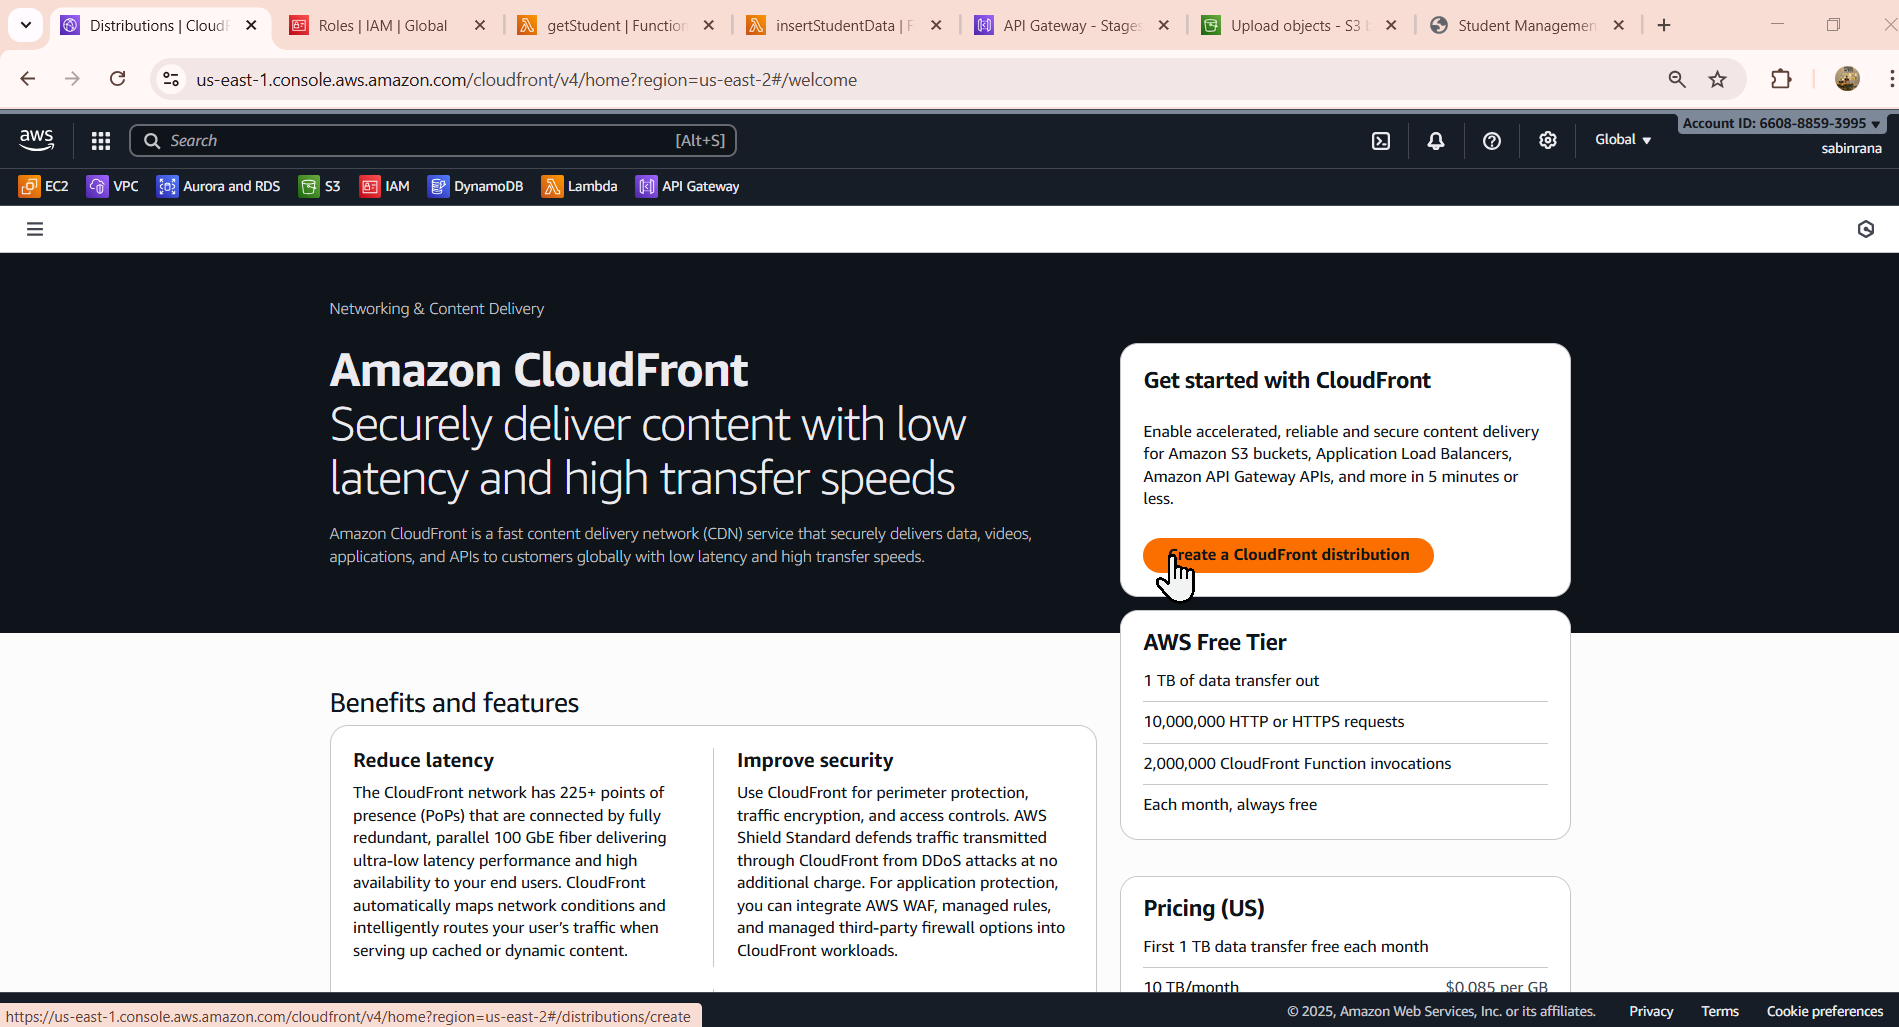 Distributions | CloudF
Roles | IAM | Global
getStudent | Function
insertStudentData | F
API Gateway - Stages
Upload objects - S3 b
Student Managemen
us-east-1.console.aws.amazon.com/cloudfront/v4/home?region=us-east-2#/welcome
aws
Search
[Alt+S]
Global
Account ID: 6608-8859-3995
sabinrana
EC2
VPC
Aurora and RDS
S3
IAM
DynamoDB
Lambda
API Gateway
Networking & Content Delivery
Amazon CloudFront
Securely deliver content with low
latency and high transfer speeds
Amazon CloudFront is a fast content delivery network (CDN) service that securely delivers data, videos,
applications, and APIs to customers globally with low latency and high transfer speeds.
Get started with CloudFront
Enable accelerated, reliable and secure content delivery
for Amazon S3 buckets, Application Load Balancers,
Amazon API Gateway APIs, and more in 5 minutes or
less.
Create a CloudFront distribution
AWS Free Tier
1 TB of data transfer out
10,000,000 HTTP or HTTPS requests
2,000,000 CloudFront Function invocations
Each month, always free
Benefits and features
Reduce latency
The CloudFront network has 225+ points of
presence (PoPs) that are connected by fully
redundant, parallel 100 GbE fiber delivering
ultra-low latency performance and high
availability to your end users. CloudFront
automatically maps network conditions and
intelligently routes your user's traffic when
serving up cached or dynamic content.
Improve security
Use CloudFront for perimeter protection,
traffic encryption, and access controls. AWS
Shield Standard defends traffic transmitted
through CloudFront from DDoS attacks at no
additional charge. For application protection,
you can integrate AWS WAF, managed rules,
and managed third-party firewall options into
CloudFront workloads.
Pricing (US)
First 1 TB data transfer free each month
10 TB/month
$0.085 per GB
https://us-east-1.console.aws.amazon.com/cloudfront/v4/home?region=us-east-2#/distributions/create
© 2025, Amazon Web Services, Inc. or its affiliates.
Privacy
Terms
Cookie preferences